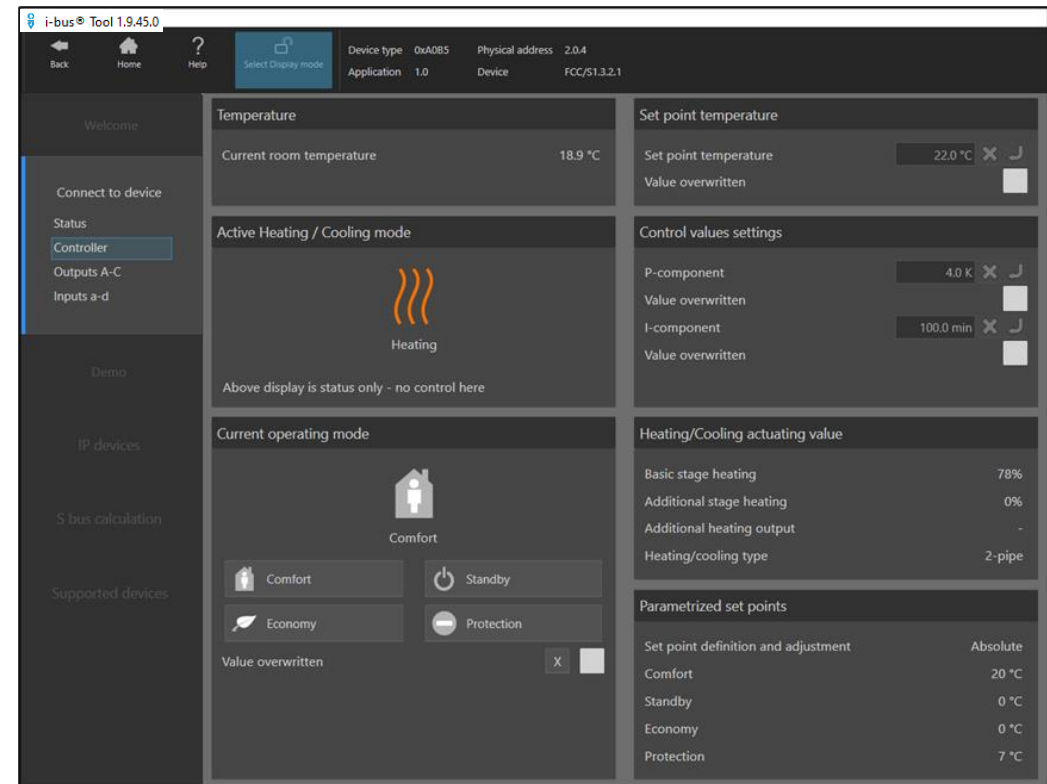 i-bus® Tool 1.9.45.0
Back Home Help Select Display mode
Device type 0xA0B5 Physical address 2.0.4
Application 1.0 Device FCC/S1.3.2.1
Welcome
Connect to device
Status
Controller
Outputs A-C
Inputs a-d
Demo
IP devices
S bus calculation
Supported devices
Temperature
Current room temperature 18.9 °C
Active Heating / Cooling mode
Heating
Above display is status only - no control here
Current operating mode
Comfort
Comfort Standby
Economy Protection
Value overwritten X
Set point temperature
Set point temperature 22.0 °C
Value overwritten
Control values settings
P-component 4.0 K
Value overwritten
I-component 100.0 min
Value overwritten
Heating/Cooling actuating value
Basic stage heating 78%
Additional stage heating 0%
Additional heating output -
Heating/cooling type 2-pipe
Parametrized set points
Set point definition and adjustment Absolute
Comfort 20 °C
Standby 0 °C
Economy 0 °C
Protection 7 °C